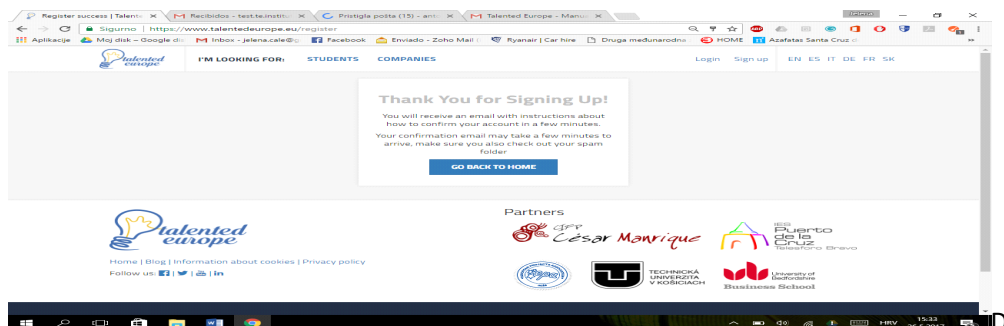 Register success | Talente
Recibidos - test.te.institu
Pristigla pošta (15) - ant
Talented Europe - Manu
Jelena
Sigurno | https://www.talentedeurope.eu/register
Aplikacije
Moj disk – Google di
Inbox - jelena.cale@g
Facebook
Enviado - Zoho Mail
Ryanair | Car hire
Druga međunarodna
HOME
Azafatas Santa Cruz d
talented
europe
I'M LOOKING FOR: STUDENTS COMPANIES
Login Sign up EN ES IT DE FR SK
Thank You for Signing Up!
You will receive an email with instructions about
how to confirm your account in a few minutes.
Your confirmation email may take a few minutes to
arrive, make sure you also check out your spam
folder
GO BACK TO HOME
talented
europe
Home | Blog | Information about cookies | Privacy policy
Follow us:
Partners
CIFP
César Manrique
IES
Puerto
de la
Cruz
Telesforo Bravo
TECHNICKÁ
UNIVERZITA
V KOŠICIACH
University of
Bedfordshire
Business School
HRV
15:33